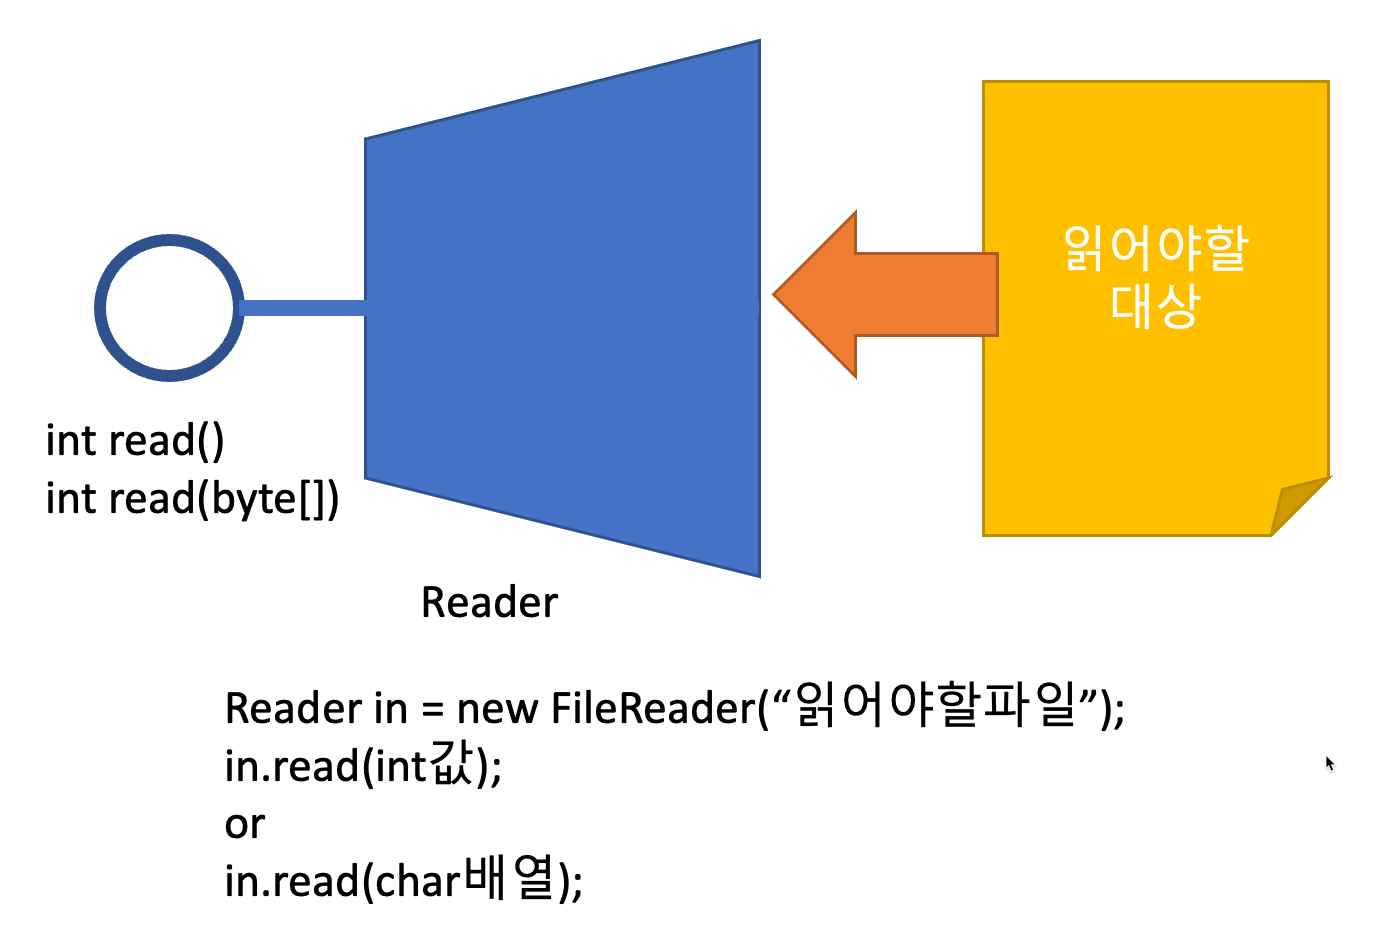 읽어야할
대상
int read()
int read(byte[])
Reader
Reader in = new FileReader(“읽어야할파일”);
in.read(int값);
or
in.read(char배열);